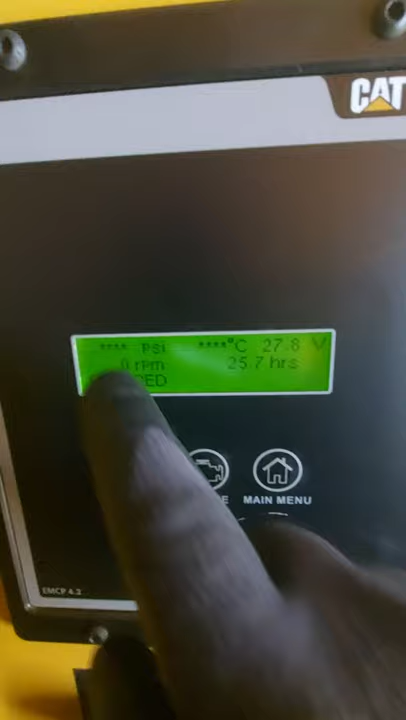 CAT
**** PSI ****°C 27.8 V
0 rpm 25.7 hrs
MAIN MENU
EMCP 4.2